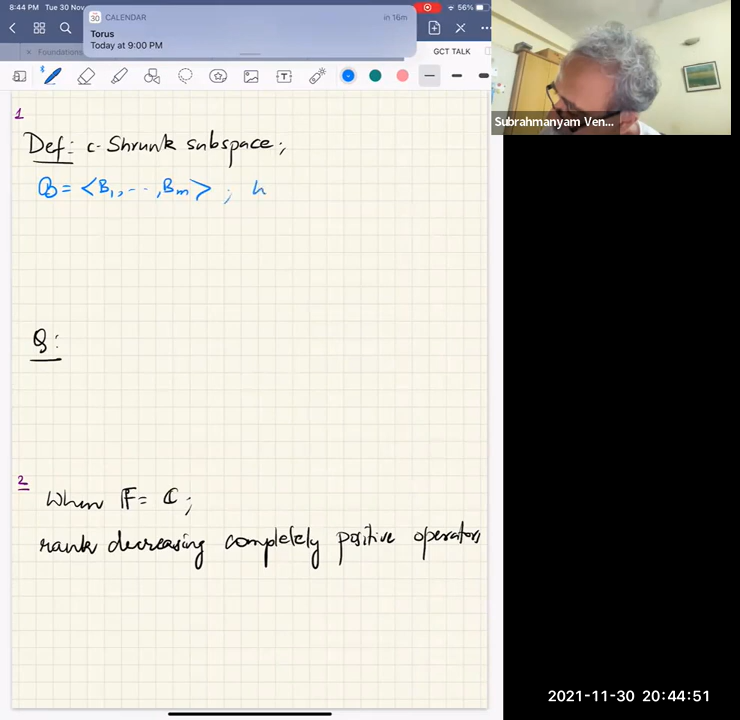 8:44 PM Tue 30 Nov
56%
30 CALENDAR in 16m
Torus
Today at 9:00 PM
Foundations
GCT TALK
Subrahmanyam Ven...
1
Def: c-Shrunk subspace;
B = <B1, --, Bm> ; h
Q:
2
When F = C;
rank decreasing completely positive operators
2021-11-30 20:44:51